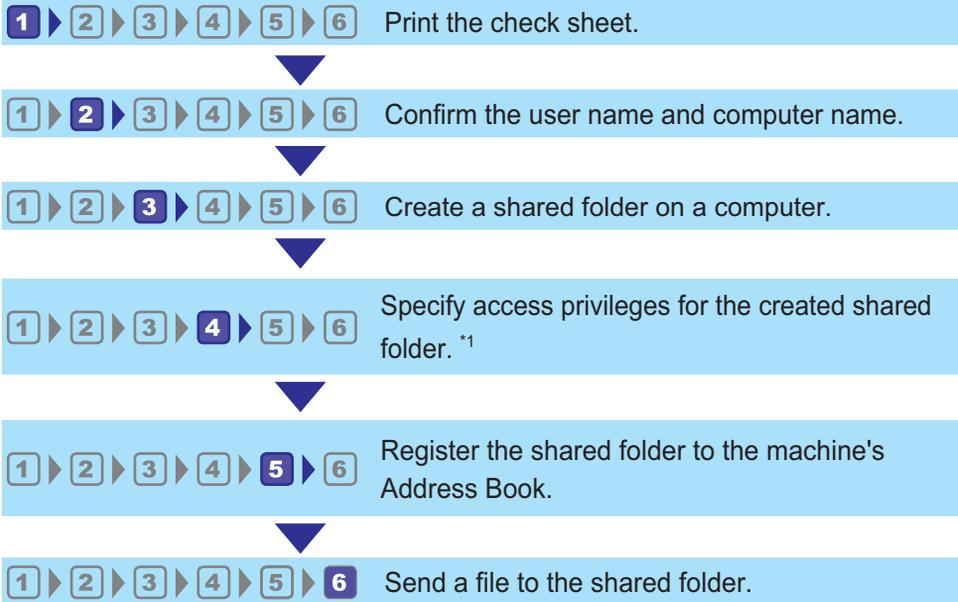 1 2 3 4 5 6 Print the check sheet.
1 2 3 4 5 6 Confirm the user name and computer name.
1 2 3 4 5 6 Create a shared folder on a computer.
1 2 3 4 5 6 Specify access privileges for the created shared
folder. *1
1 2 3 4 5 6 Register the shared folder to the machine's
Address Book.
1 2 3 4 5 6 Send a file to the shared folder.